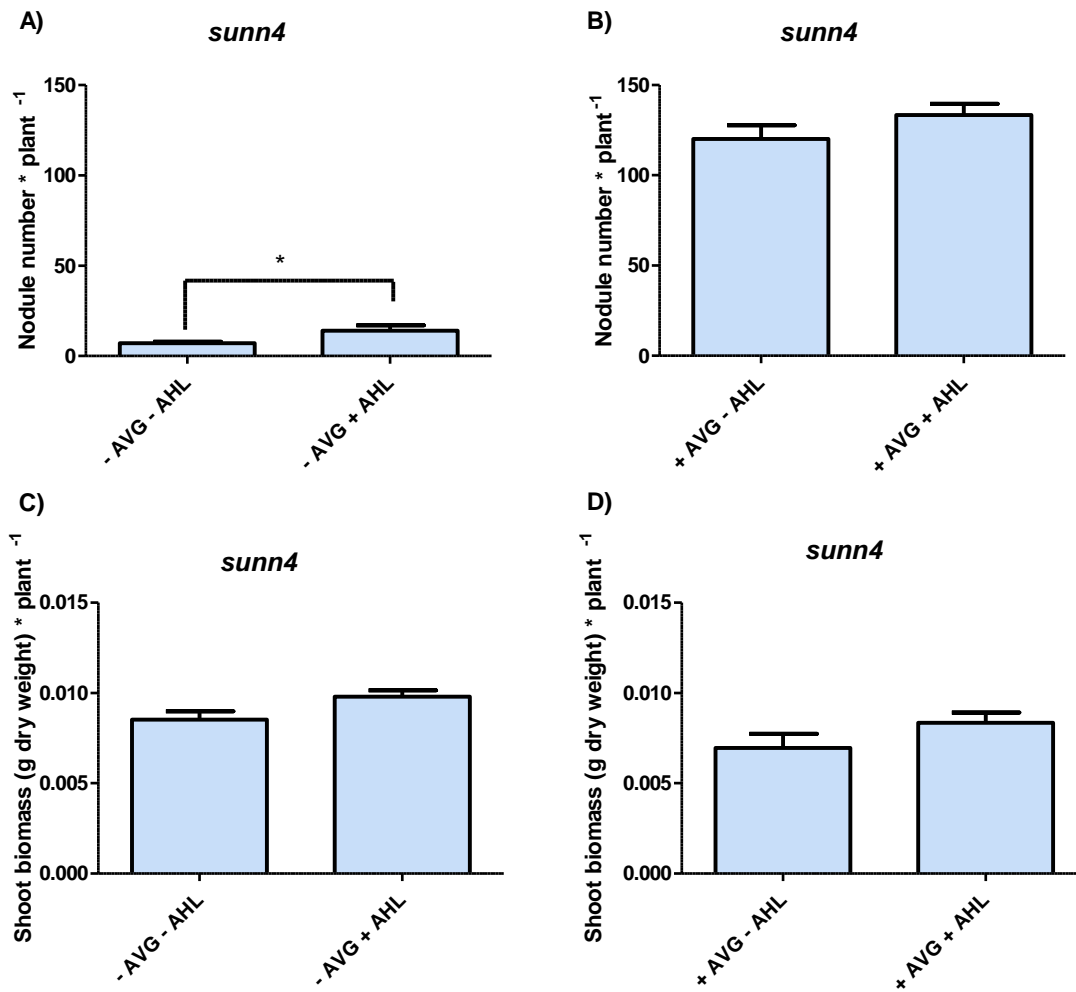 A)
sunn4
Nodule number * plant -1
150
100
50
0
*
- AVG - AHL
- AVG + AHL
B)
sunn4
Nodule number * plant -1
150
100
50
0
+ AVG - AHL
+ AVG + AHL
C)
sunn4
Shoot biomass (g dry weight) * plant -1
0.015
0.010
0.005
0.000
- AVG - AHL
- AVG + AHL
D)
sunn4
Shoot biomass (g dry weight) * plant -1
0.015
0.010
0.005
0.000
+ AVG - AHL
+ AVG + AHL